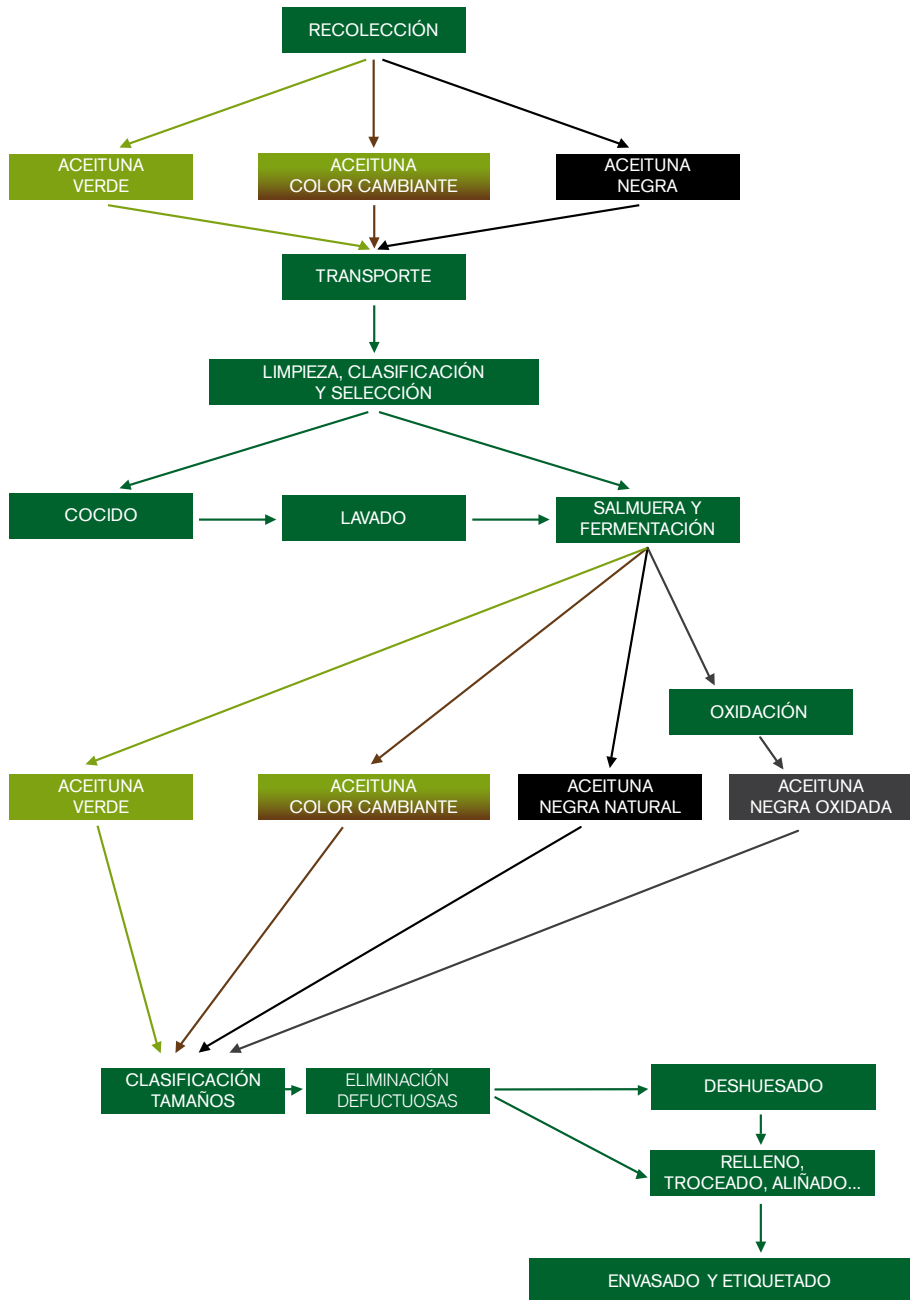 RECOLECCIÓN
ACEITUNA
VERDE
ACEITUNA
COLOR CAMBIANTE
ACEITUNA
NEGRA
TRANSPORTE
LIMPIEZA, CLASIFICACIÓN
Y SELECCIÓN
COCIDO
LAVADO
SALMUERA Y
FERMENTACIÓN
OXIDACIÓN
ACEITUNA
VERDE
ACEITUNA
COLOR CAMBIANTE
ACEITUNA
NEGRA NATURAL
ACEITUNA
NEGRA OXIDADA
CLASIFICACIÓN
TAMAÑOS
ELIMINACIÓN
DEFUCTUOSAS
DESHUESADO
RELLENO,
TROCEADO, ALIÑADO...
ENVASADO Y ETIQUETADO